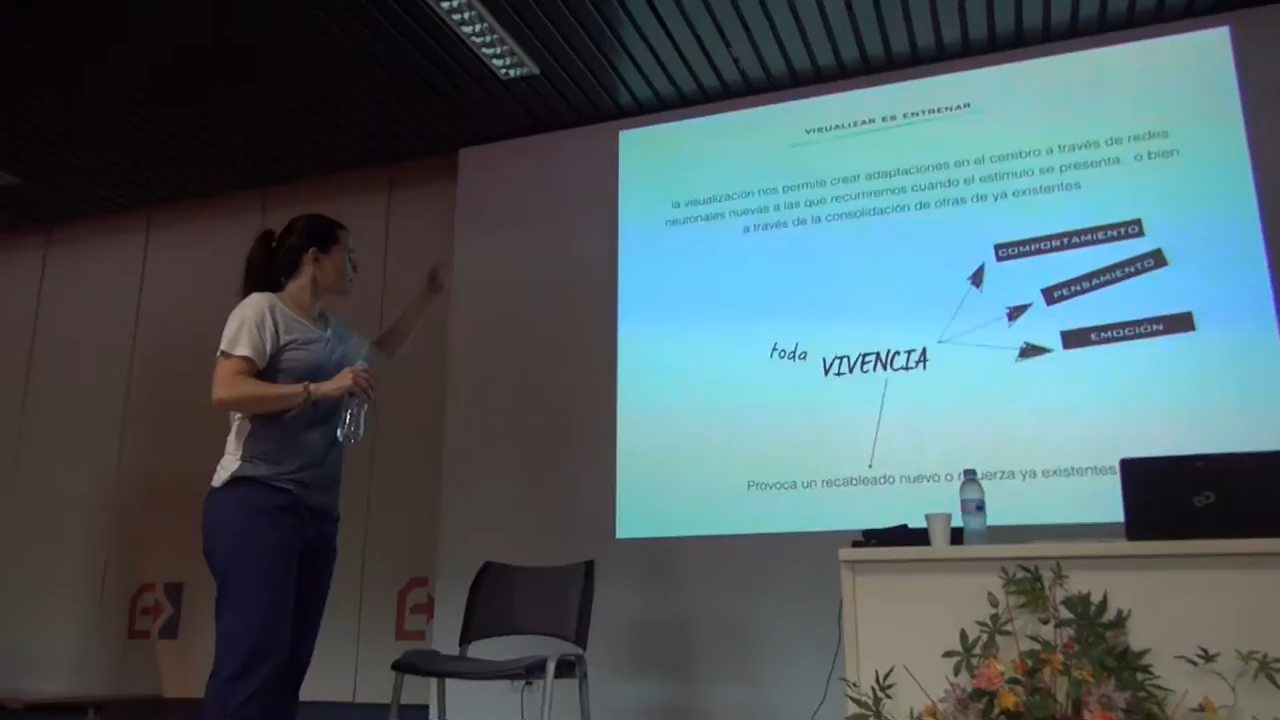 VISUALIZAR ES ENTRENAR
la visualización nos permite crear adaptaciones en el cerebro a través de redes
neuronales nuevas a las que recurriremos cuando el estímulo se presenta, o bien
a través de la consolidación de otras de ya existentes
COMPORTAMIENTO
PENSAMIENTO
EMOCIÓN
toda VIVENCIA
Provoca un recableado nuevo o ya existentes